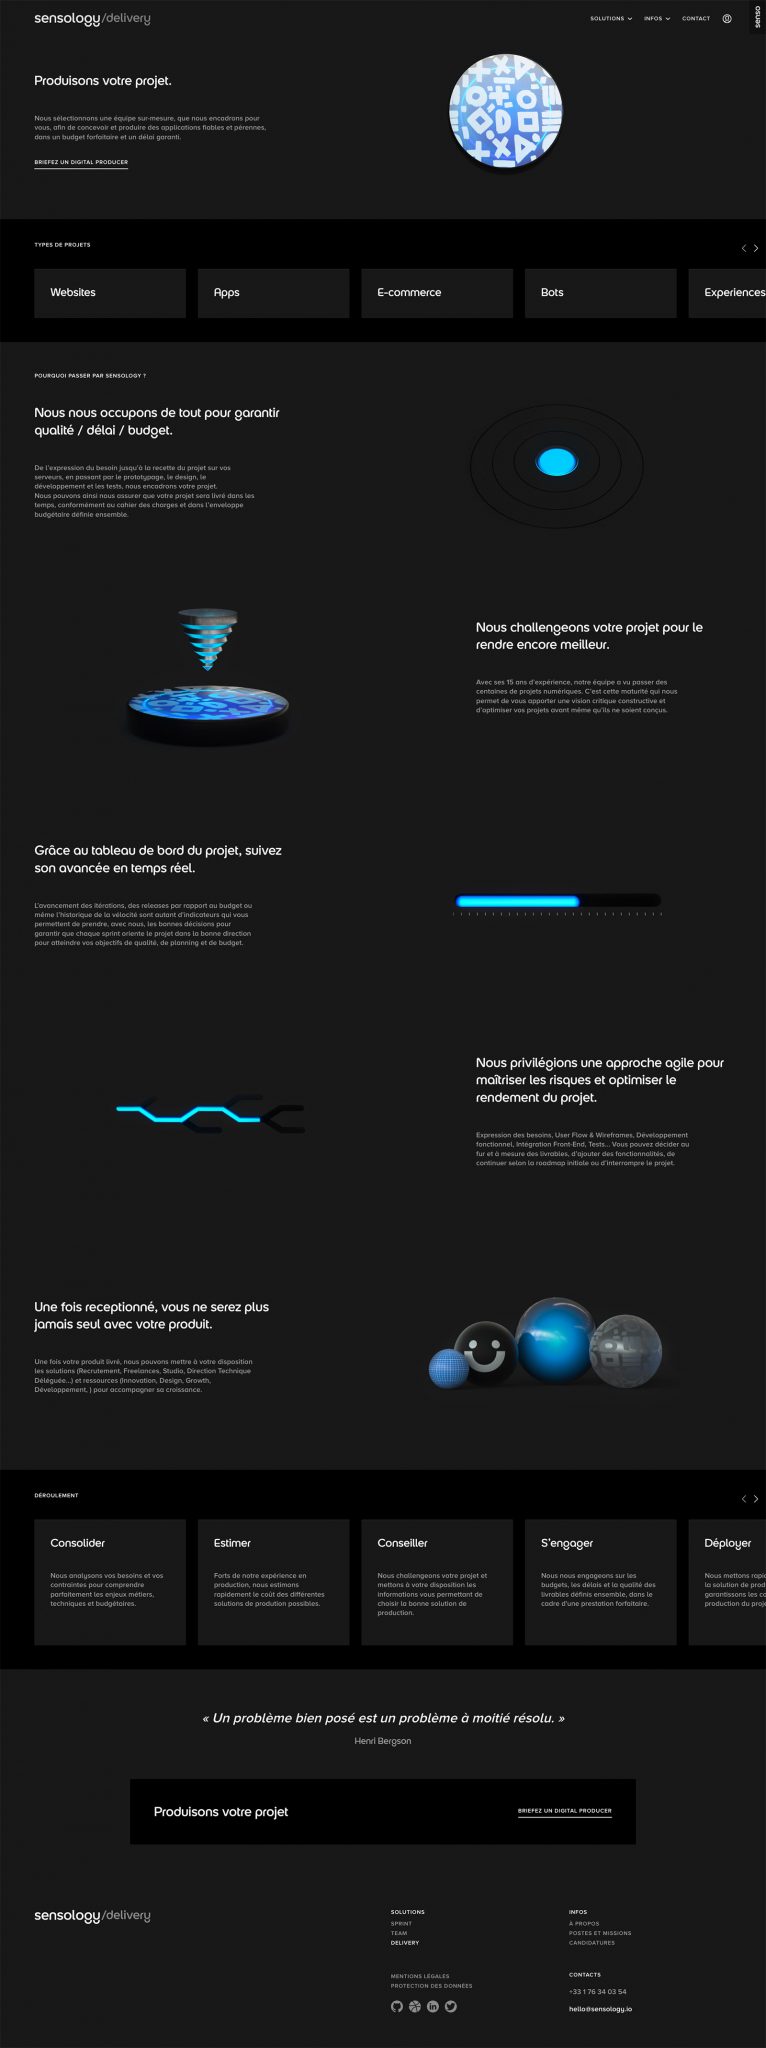 sensology/delivery
SOLUTIONS INFOS CONTACT
senso
Produisons votre projet.
Nous sélectionnons une équipe sur-mesure, que nous encadrons pour
vous, afin de concevoir et produire des applications fiables et pérennes,
dans un budget forfaitaire et un délai garanti.
BRIEFEZ UN DIGITAL PRODUCER
TYPES DE PROJETS
Websites
Apps
E-commerce
Bots
Experiences
POURQUOI PASSER PAR SENSOLOGY ?
Nous nous occupons de tout pour garantir
qualité / délai / budget.
De l'expression du besoin jusqu'à la recette du projet sur vos
serveurs, en passant par le prototypage, le design, le
développement et les tests, nous encadrons votre projet.
Nous pouvons ainsi nous assurer que votre projet sera livré dans les
temps, conformément au cahier des charges et dans l'enveloppe
budgétaire définie ensemble.
Nous challengeons votre projet pour le
rendre encore meilleur.
Avec ses 15 ans d'expérience, notre équipe a vu passer des
centaines de projets numériques. C'est cette maturité qui nous
permet de vous apporter une vision critique constructive et
d'optimiser vos projets avant même qu'ils ne soient conçus.
Grâce au tableau de bord du projet, suivez
son avancée en temps réel.
L'avancement des itérations, des releases par rapport au budget ou
même l'historique de la vélocité sont autant d'indicateurs qui vous
permettent de prendre, avec nous, les bonnes décisions pour
garantir que chaque sprint oriente le projet dans la bonne direction
pour atteindre vos objectifs de qualité, de planning et de budget.
Nous privilégions une approche agile pour
maîtriser les risques et optimiser le
rendement du projet.
Expression des besoins, User Flow & Wireframes, Développement
fonctionnel, Intégration Front-End, Tests... Vous pouvez décider au
fur et à mesure des livrables, d'ajouter des fonctionnalités, de
continuer selon la roadmap initiale ou d'interrompre le projet.
Une fois receptionné, vous ne serez plus
jamais seul avec votre produit.
Une fois votre produit livré, nous pouvons mettre à votre disposition
les solutions (Recrutement, Freelances, Studio, Direction Technique
Déléguée...) et ressources (Innovation, Design, Growth,
Développement, ) pour accompagner sa croissance.
DÉROULEMENT
Consolider
Nous analysons vos besoins et vos
contraintes pour comprendre
parfaitement les enjeux métiers,
techniques et budgétaires.
Estimer
Forts de notre expérience en
production, nous estimons
rapidement le coût des différentes
solutions de prodution possibles.
Conseiller
Nous challengeons votre projet et
mettons à votre disposition les
informations vous permettant de
choisir la bonne solution de
production.
S'engager
Nous nous engageons sur les
budgets, les délais et la qualité des
livrables définis ensemble, dans le
cadre d'une prestation forfaitaire.
Déployer
Nous mettons rapi
la solution de prod
garantissons les co
production du proje
« Un problème bien posé est un problème à moitié résolu. »
Henri Bergson
Produisons votre projet
BRIEFEZ UN DIGITAL PRODUCER
sensology/delivery
SOLUTIONS
SPRINT
TEAM
DELIVERY
MENTIONS LÉGALES
PROTECTION DES DONNÉES
INFOS
À PROPOS
POSTES ET MISSIONS
CANDIDATURES
CONTACTS
+33 1 76 34 03 54
hello@sensology.io